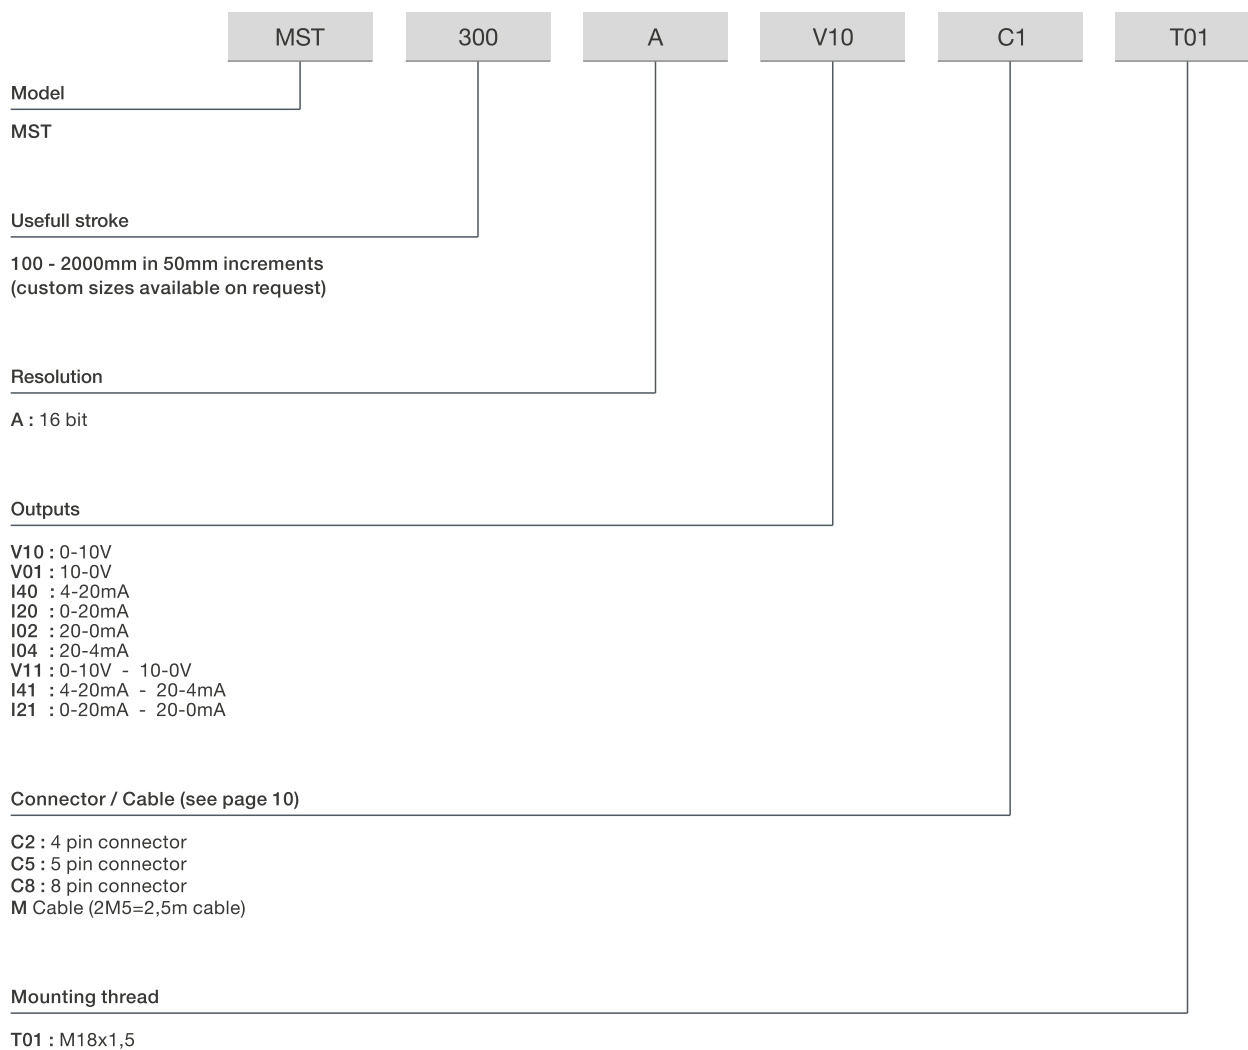 MST 300 A V10 C1 T01
Model
MST
Usefull stroke
100 - 2000mm in 50mm increments
(custom sizes available on request)
Resolution
A : 16 bit
Outputs
V10 : 0-10V
V01 : 10-0V
I40 : 4-20mA
I20 : 0-20mA
I02 : 20-0mA
I04 : 20-4mA
V11 : 0-10V - 10-0V
I41 : 4-20mA - 20-4mA
I21 : 0-20mA - 20-0mA
Connector / Cable (see page 10)
C2 : 4 pin connector
C5 : 5 pin connector
C8 : 8 pin connector
M Cable (2M5=2,5m cable)
Mounting thread
T01 : M18x1,5